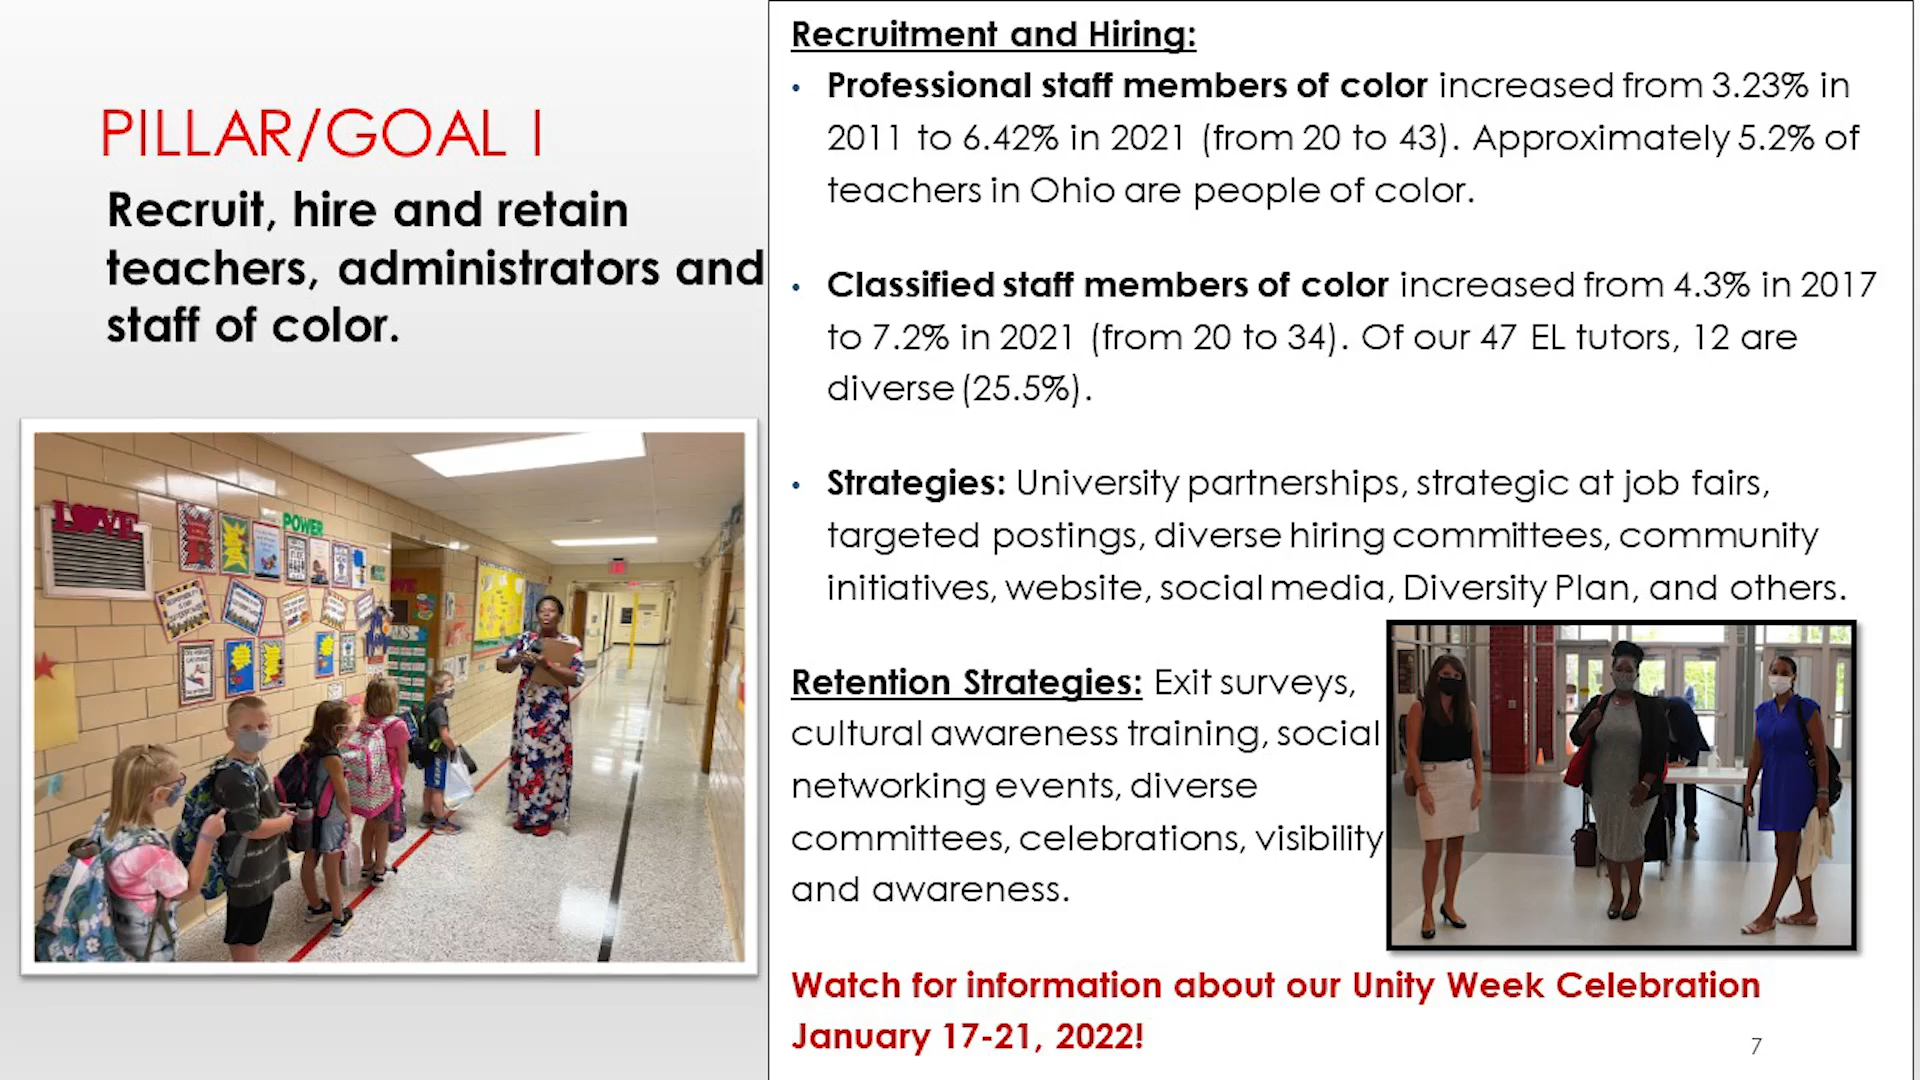 PILLAR/GOAL I
Recruit, hire and retain
teachers, administrators and
staff of color.
LOVE
POWER
Recruitment and Hiring:
• Professional staff members of color increased from 3.23% in
2011 to 6.42% in 2021 (from 20 to 43). Approximately 5.2% of
teachers in Ohio are people of color.
• Classified staff members of color increased from 4.3% in 2017
to 7.2% in 2021 (from 20 to 34). Of our 47 EL tutors, 12 are
diverse (25.5%).
• Strategies: University partnerships, strategic at job fairs,
targeted postings, diverse hiring committees, community
initiatives, website, social media, Diversity Plan, and others.
Retention Strategies: Exit surveys,
cultural awareness training, social
networking events, diverse
committees, celebrations, visibility
and awareness.
Watch for information about our Unity Week Celebration
January 17-21, 2022!
7